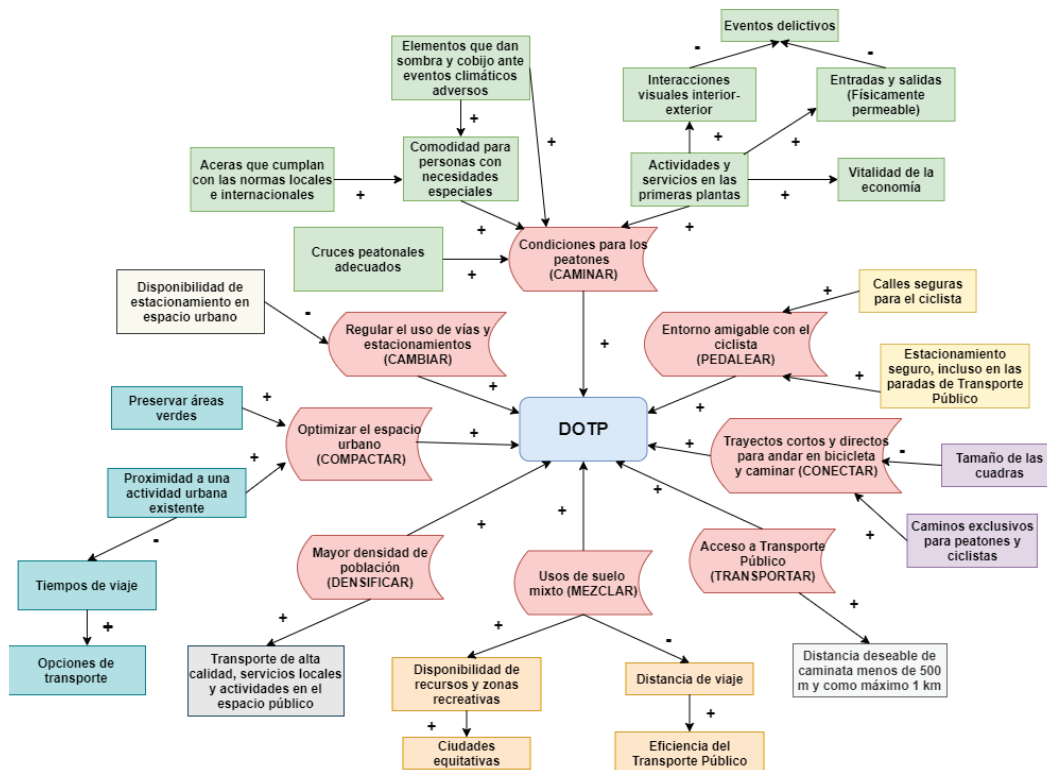 Eventos delictivos
Elementos que dan
sombra y cobijo ante
eventos climáticos
adversos
-
-
Interacciones
visuales interior-
exterior
Entradas y salidas
(Físicamente
permeable)
+
+
+
+
Aceras que cumplan
con las normas locales
e internacionales
+
Comodidad para
personas con
necesidades
especiales
Actividades y
servicios en las
primeras plantas
+
Vitalidad de la
economía
+
+
Cruces peatonales
adecuados
+
Condiciones para los
peatones
(CAMINAR)
Disponibilidad de
estacionamiento en
espacio urbano
-
+
Calles seguras
para el ciclista
Regular el uso de vías y
estacionamientos
(CAMBIAR)
+
Entorno amigable con el
ciclista
(PEDALEAR)
Estacionamiento
seguro, incluso en las
paradas de Transporte
Público
+
+
+
Preservar áreas
verdes
+
Optimizar el espacio
urbano
(COMPACTAR)
+
DOTP
+
Trayectos cortos y directos
para andar en bicicleta
y caminar (CONECTAR)
-
Tamaño de las
cuadras
Proximidad a una
actividad urbana
existente
+
-
+
+
+
+
Caminos exclusivos
para peatones y
ciclistas
Tiempos de viaje
Mayor densidad de
población
(DENSIFICAR)
Usos de suelo
mixto (MEZCLAR)
Acceso a Transporte
Público
(TRANSPORTAR)
+
+
+
-
+
Opciones de
transporte
Transporte de alta
calidad, servicios locales
y actividades en el
espacio público
Disponibilidad de
recursos y zonas
recreativas
Distancia de viaje
Distancia deseable de
caminata menos de 500
m y como máximo 1 km
+
+
Ciudades
equitativas
Eficiencia del
Transporte Público